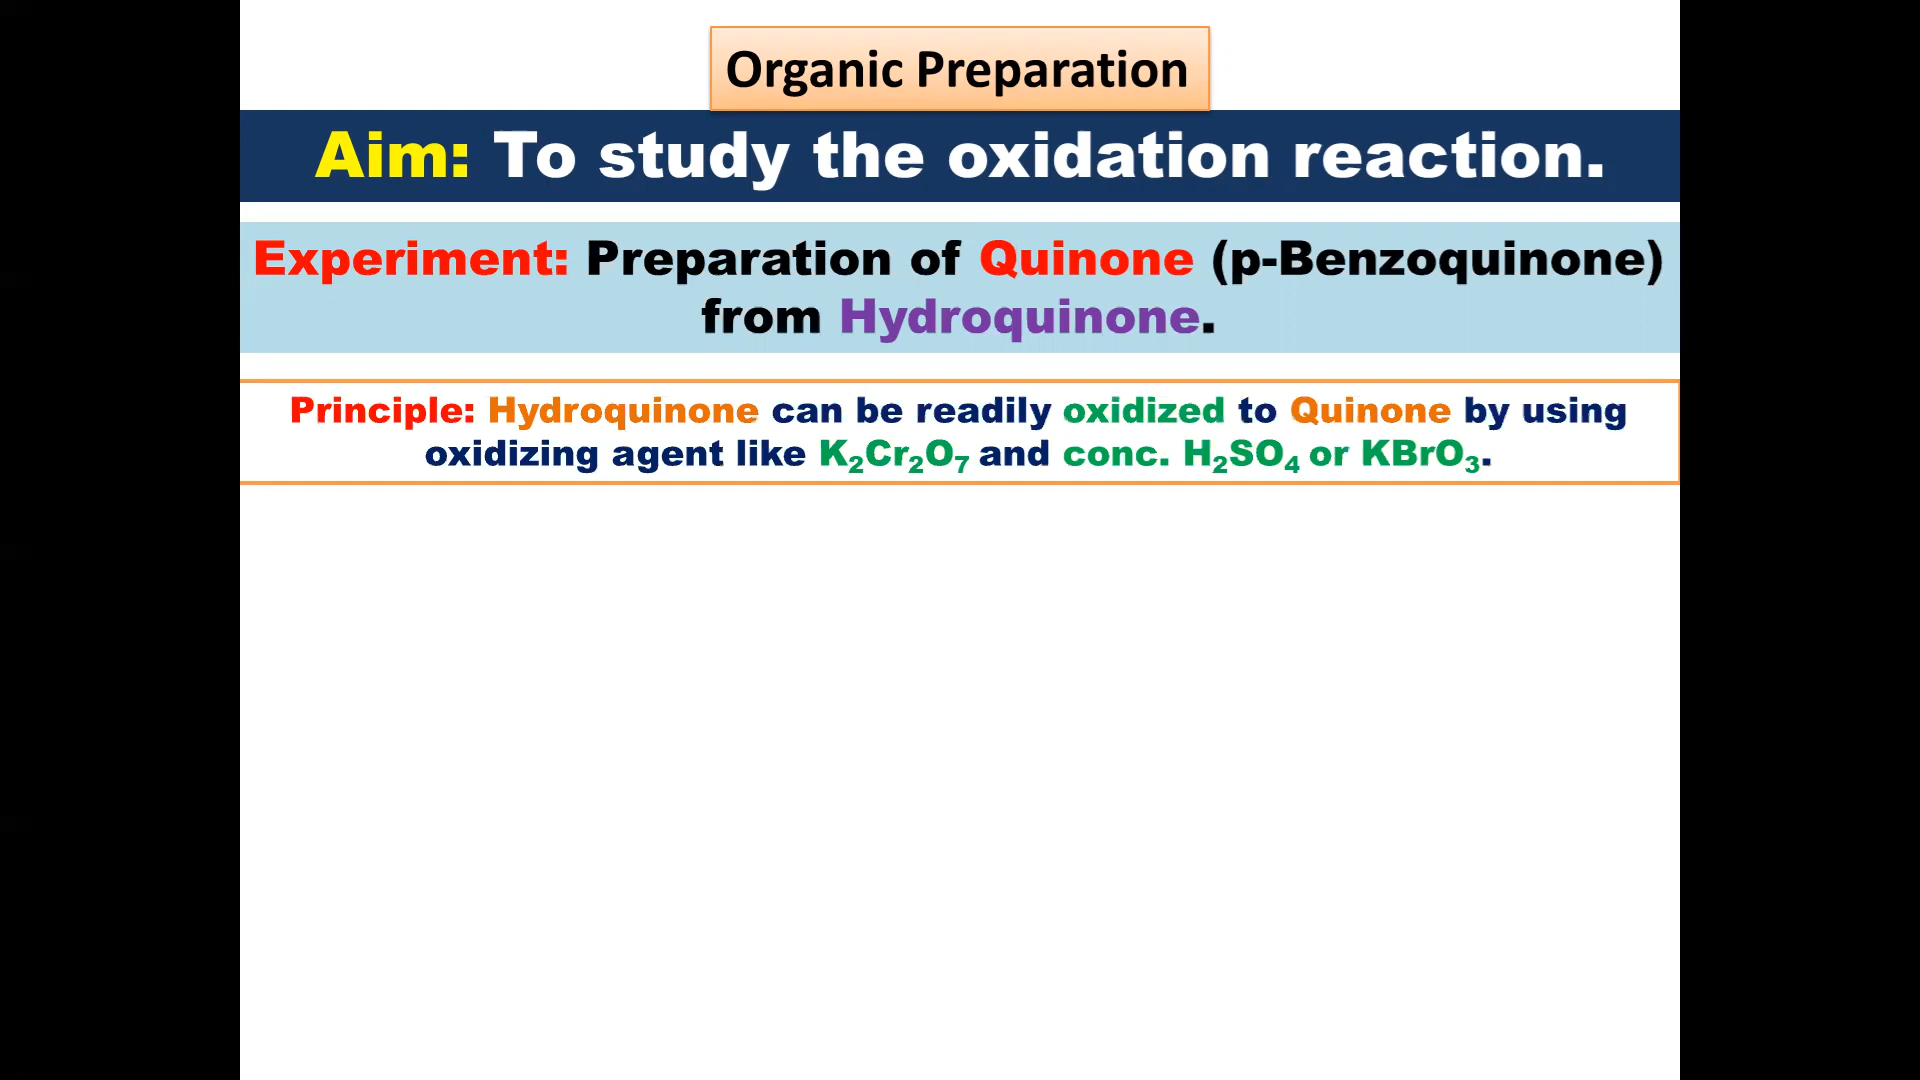 Organic Preparation
Aim: To study the oxidation reaction.
Experiment: Preparation of Quinone (p-Benzoquinone)
from Hydroquinone.
Principle: Hydroquinone can be readily oxidized to Quinone by using
oxidizing agent like K₂Cr₂O₇ and conc. H₂SO₄ or KBrO₃.